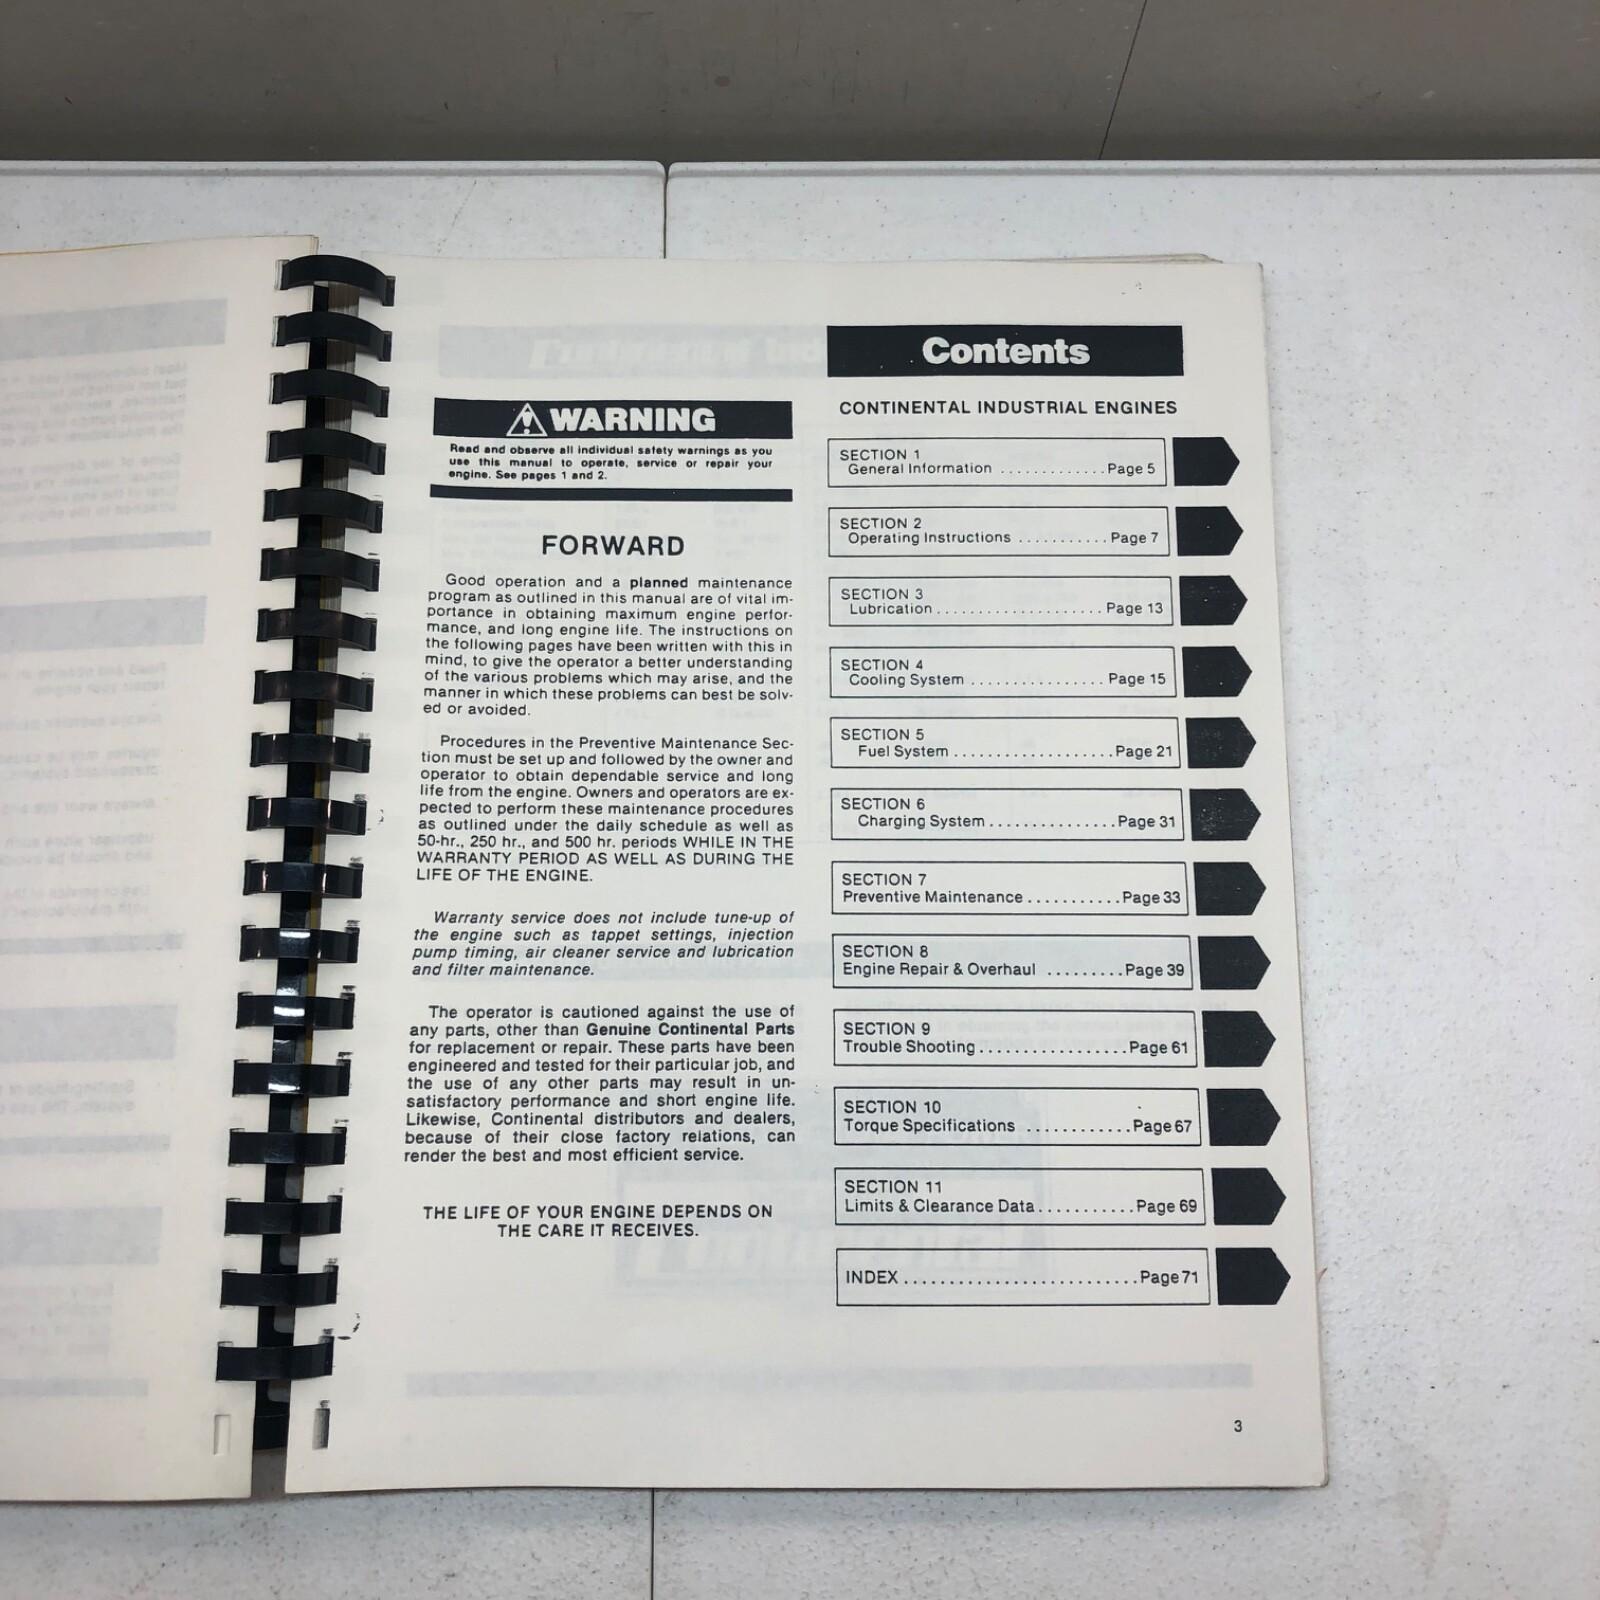 WARNING
Read and observe all individual safety warnings as you
use this manual to operate, service or repair your
engine. See pages 1 and 2.
FORWARD
Good operation and a planned maintenance
program as outlined in this manual are of vital im-
portance in obtaining maximum engine perfor-
mance, and long engine life. The instructions on
the following pages have been written with this in
mind, to give the operator a better understanding
of the various problems which may arise, and the
manner in which these problems can best be solv-
ed or avoided.
Procedures in the Preventive Maintenance Sec-
tion must be set up and followed by the owner and
operator to obtain dependable service and long
life from the engine. Owners and operators are ex-
pected to perform these maintenance procedures
as outlined under the daily schedule as well as
50-hr., 250 hr., and 500 hr. periods WHILE IN THE
WARRANTY PERIOD AS WELL AS DURING THE
LIFE OF THE ENGINE.
Warranty service does not include tune-up of
the engine such as tappet settings, injection
pump timing, air cleaner service and lubrication
and filter maintenance.
The operator is cautioned against the use of
any parts, other than Genuine Continental Parts
for replacement or repair. These parts have been
engineered and tested for their particular job, and
the use of any other parts may result in un-
satisfactory performance and short engine life.
Likewise, Continental distributors and dealers,
because of their close factory relations, can
render the best and most efficient service.
THE LIFE OF YOUR ENGINE DEPENDS ON
THE CARE IT RECEIVES.
Contents
CONTINENTAL INDUSTRIAL ENGINES
SECTION 1
General Information ............. Page 5
SECTION 2
Operating Instructions ........... Page 7
SECTION 3
Lubrication .................... Page 13
SECTION 4
Cooling System ................ Page 15
SECTION 5
Fuel System ................... Page 21
SECTION 6
Charging System ............... Page 31
SECTION 7
Preventive Maintenance ........... Page 33
SECTION 8
Engine Repair & Overhaul ......... Page 39
SECTION 9
Trouble Shooting ................. Page 61
SECTION 10
Torque Specifications ............ Page 67
SECTION 11
Limits & Clearance Data ........... Page 69
INDEX .......................... Page 71
3